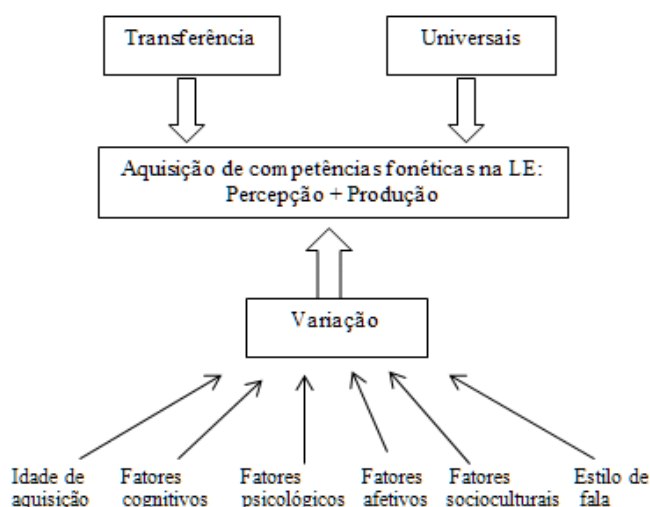 Transferência
Universais
Aquisição de competências fonéticas na LE:
Percepção + Produção
Variação
Idade de
aquisição
Fatores
cognitivos
Fatores
psicológicos
Fatores
afetivos
Fatores
socioculturais
Estilo de
fala